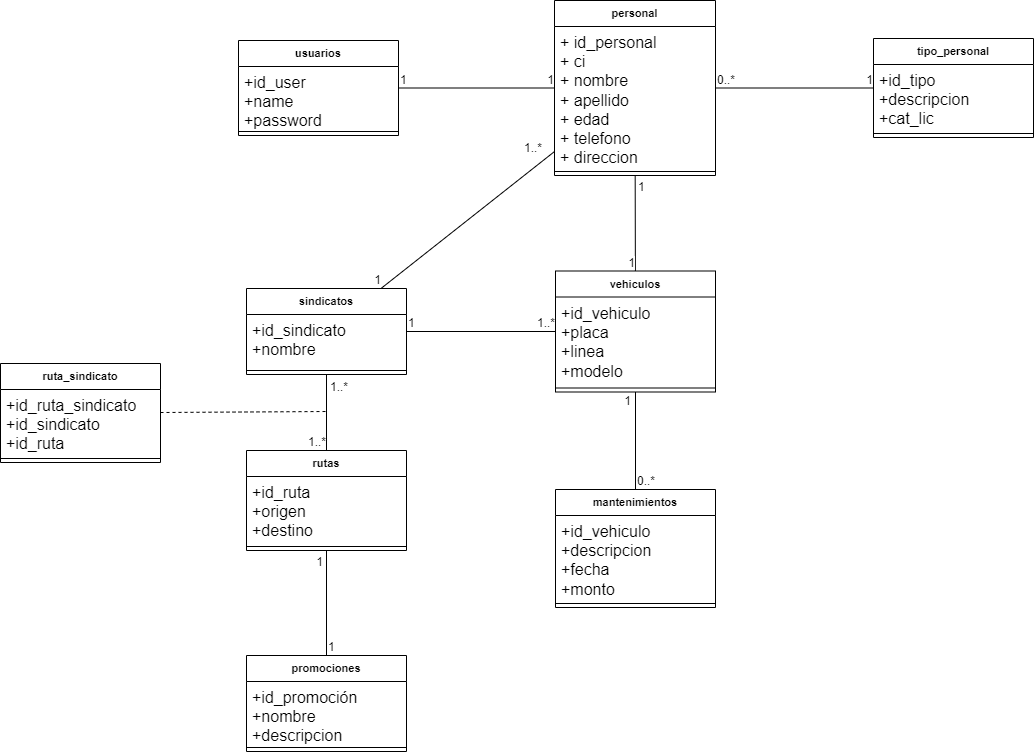 personal
+ id_personal
+ ci
+ nombre
+ apellido
+ edad
+ telefono
+ direccion
usuarios
+id_user
+name
+password
tipo_personal
+id_tipo
+descripcion
+cat_lic
1
1
0..*
1
1..*
1
1
1
sindicatos
+id_sindicato
+nombre
1
1..*
vehiculos
+id_vehiculo
+placa
+linea
+modelo
ruta_sindicato
+id_ruta_sindicato
+id_sindicato
+id_ruta
1..*
1..*
1
0..*
rutas
+id_ruta
+origen
+destino
mantenimientos
+id_vehiculo
+descripcion
+fecha
+monto
1
1
promociones
+id_promoción
+nombre
+descripcion